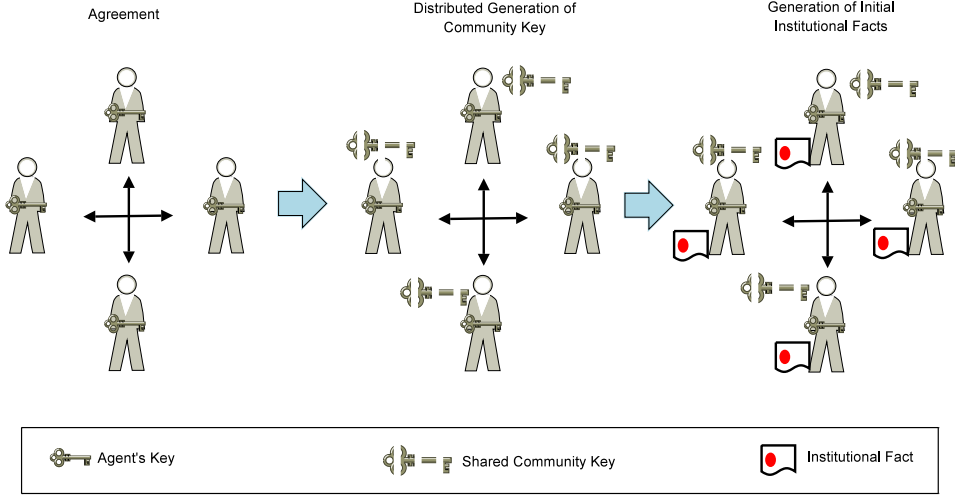 Agreement
Distributed Generation of
Community Key
Generation of Initial
Institutional Facts
Agent's Key
Shared Community Key
Institutional Fact